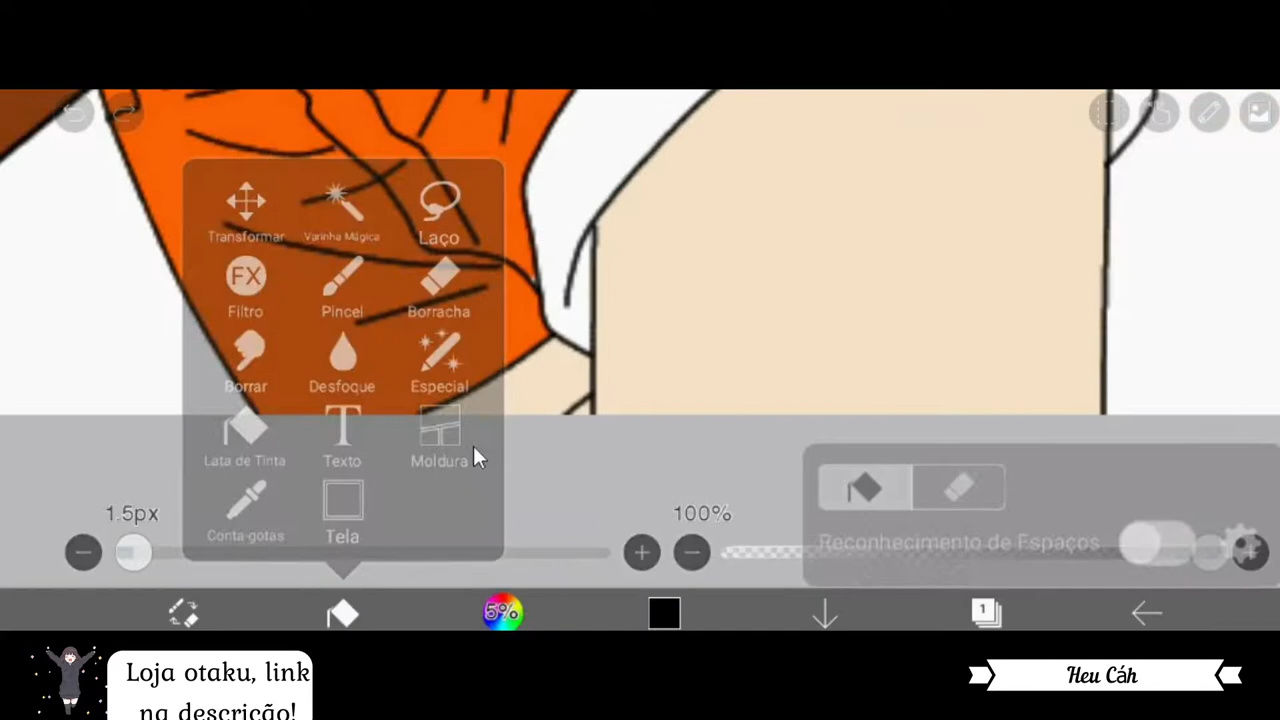 Transformar
Varinha Mágica
Laço
FX
Filtro
Pincel
Borracha
Borrar
Desfoque
Especial
T
Lata de Tinta
Texto
Moldura
Conta-gotas
Tela
1.5px
100%
Reconhecimento de Espaços
5%
1
Loja otaku, link
na descrição!
Heu Cáh